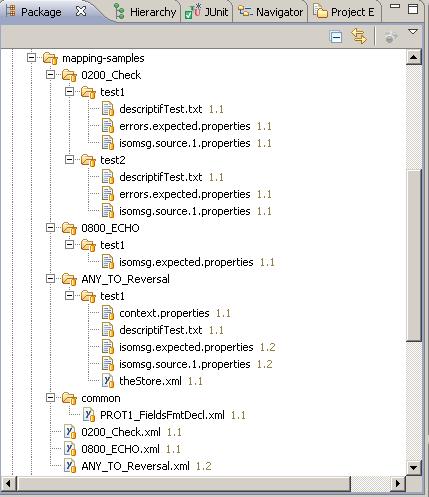 Package Hierarchy JUnit Navigator Project E
mapping-samples
0200_Check
test1
descriptifTest.txt 1.1
errors.expected.properties 1.1
isomsg.source.1.properties 1.1
test2
descriptifTest.txt 1.1
errors.expected.properties 1.1
isomsg.source.1.properties 1.1
0800_ECHO
test1
isomsg.expected.properties 1.1
ANY_TO_Reversal
test1
context.properties 1.1
descriptifTest.txt 1.1
isomsg.expected.properties 1.2
isomsg.source.1.properties 1.2
theStore.xml 1.1
common
PROT1_FieldsFmtDecl.xml 1.1
0200_Check.xml 1.1
0800_ECHO.xml 1.1
ANY_TO_Reversal.xml 1.2